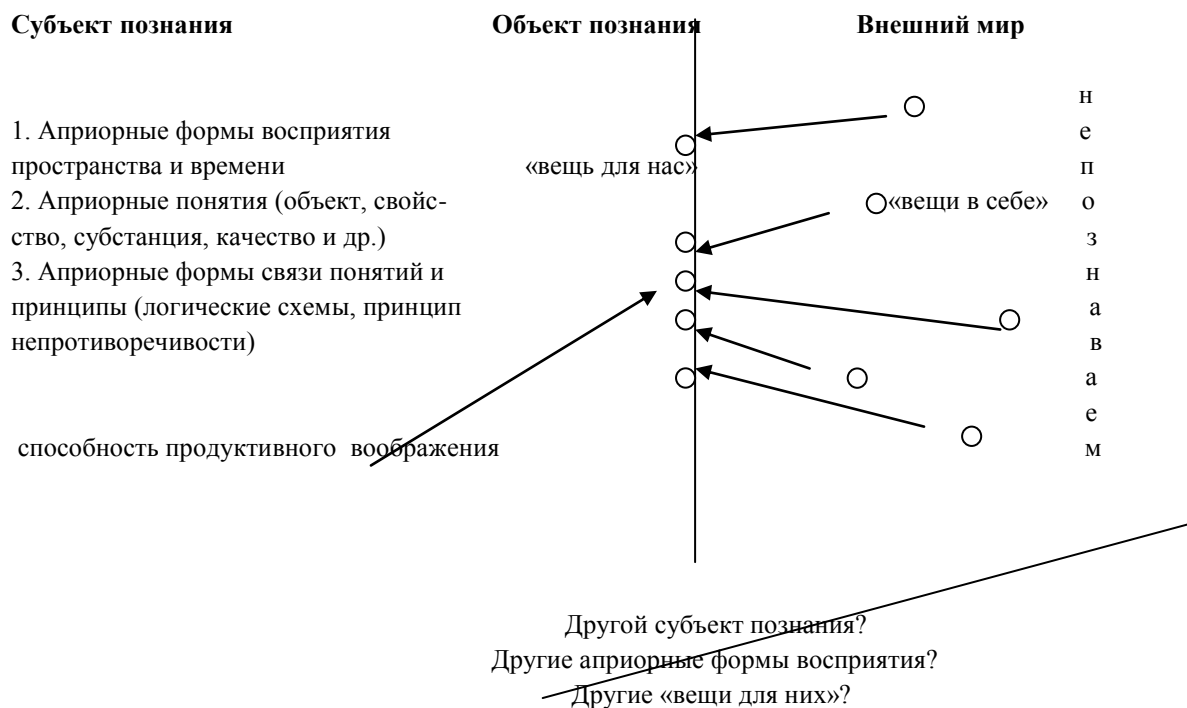 Субъект познания Объект познания Внешний мир
1. Априорные формы восприятия
пространства и времени
2. Априорные понятия (объект, свойс-
тво, субстанция, качество и др.)
3. Априорные формы связи понятий и
принципы (логические схемы, принцип
непротиворечивости)
способность продуктивного воображения
«вещь для нас»
«вещи в себе»
н
е
п
о
з
н
а
в
а
е
м
Другой субъект познания?
Другие априорные формы восприятия?
Другие «вещи для них»?